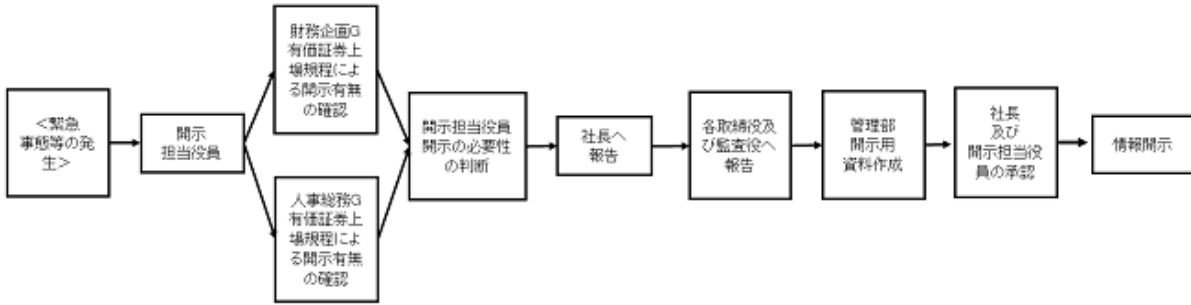 ＜緊急
事態等の発
生＞
開示
担当役員
財務企画G
有価証券上
場規程によ
る開示有無
の確認
人事総務G
有価証券上
場規程によ
る開示有無
の確認
開示担当役員
開示の必要性
の判断
社長へ
報告
各取締役及
び監査役へ
報告
管理部
開示用
資料作成
社長
及び
開示担当役
員の承認
情報開示